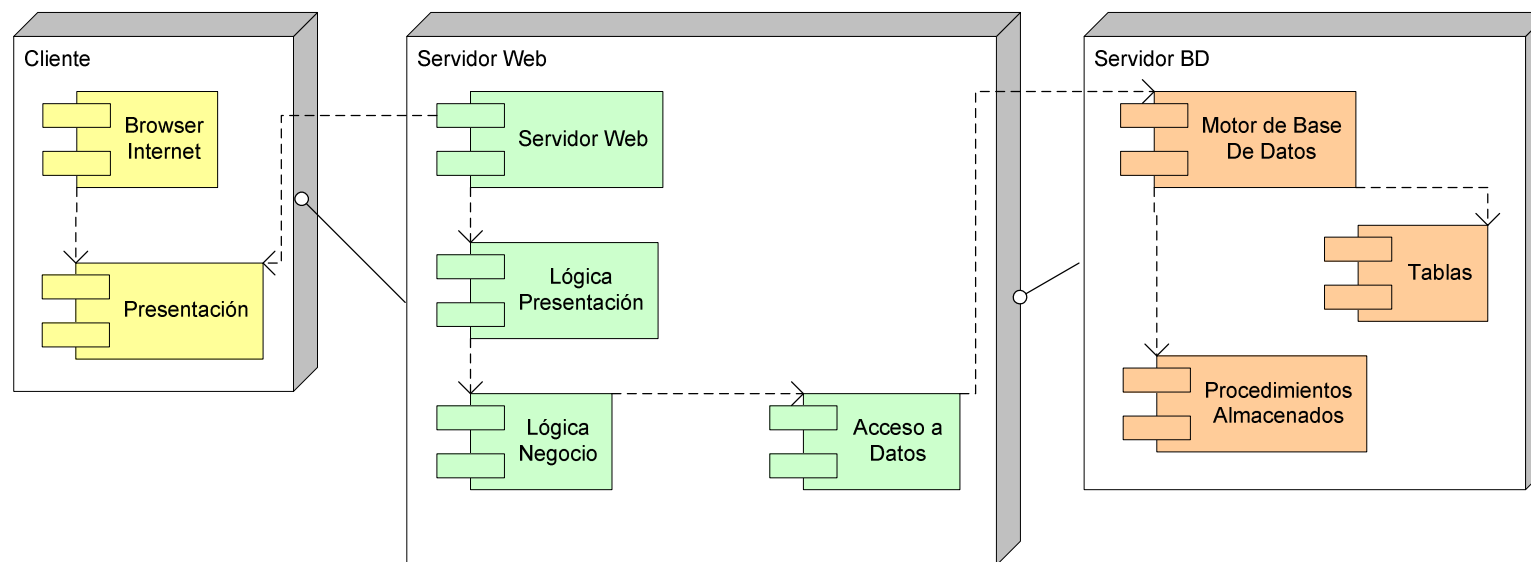 Cliente
Browser
Internet
Presentación
Servidor Web
Servidor Web
Lógica
Presentación
Lógica
Negocio
Acceso a
Datos
Servidor BD
Motor de Base
De Datos
Tablas
Procedimientos
Almacenados